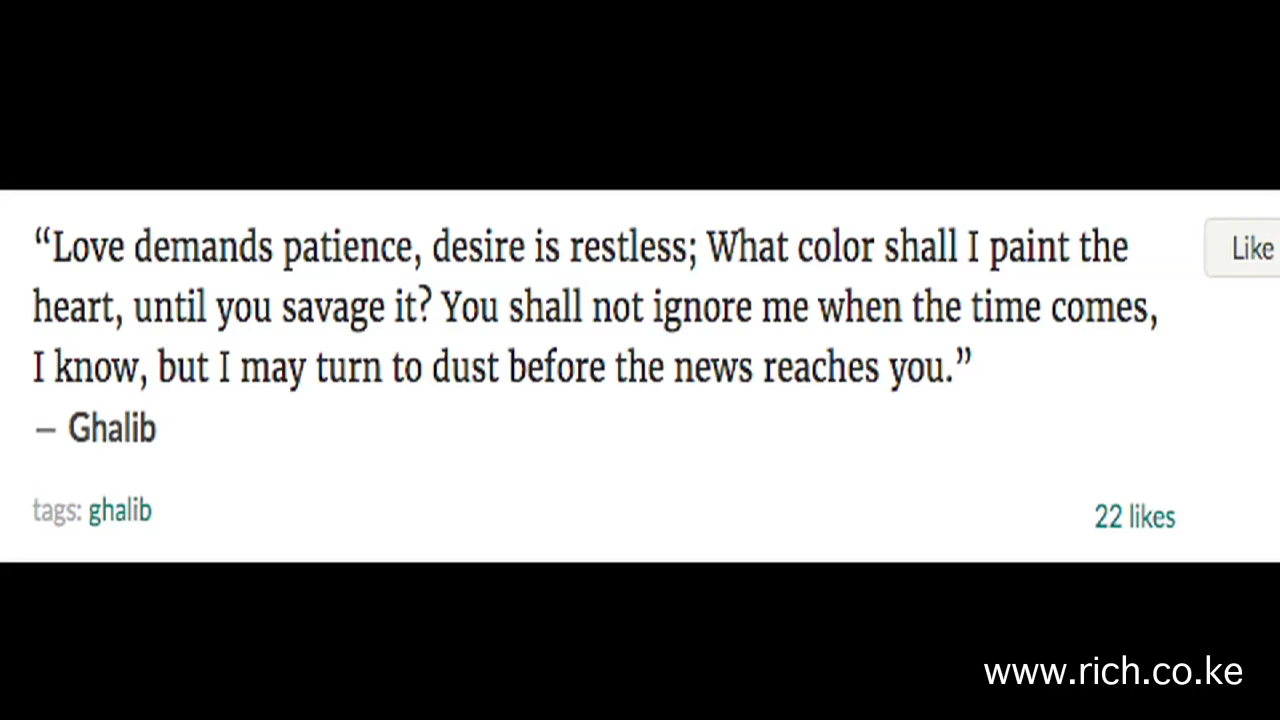 “Love demands patience, desire is restless; What color shall I paint the
Like
heart, until you savage it? You shall not ignore me when the time comes,
I know, but I may turn to dust before the news reaches you.”
– Ghalib
tags: ghalib
22 likes
www.rich.co.ke